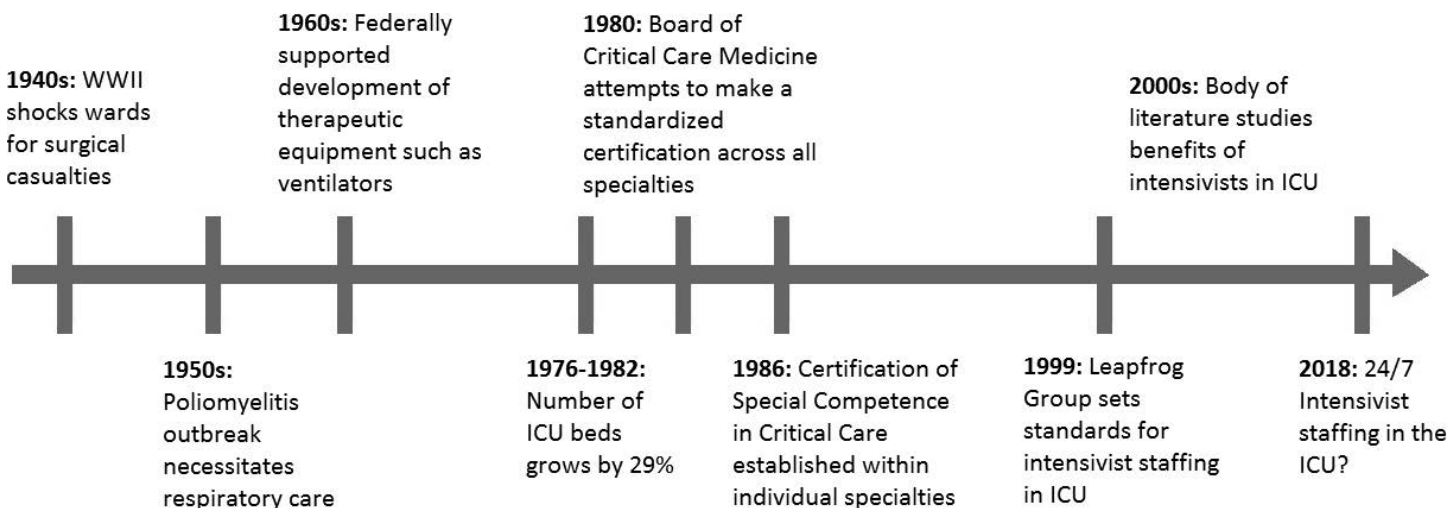 1940s: WWII
shocks wards
for surgical
casualties
1950s:
Poliomyelitis
outbreak
necessitates
respiratory care
1960s: Federally
supported
development of
therapeutic
equipment such as
ventilators
1976-1982:
Number of
ICU beds
grows by 29%
1980: Board of
Critical Care Medicine
attempts to make a
standardized
certification across all
specialties
1986: Certification of
Special Competence
in Critical Care
established within
individual specialties
1999: Leapfrog
Group sets
standards for
intensivist staffing
in ICU
2000s: Body of
literature studies
benefits of
intensivists in ICU
2018: 24/7
Intensivist
staffing in the
ICU?